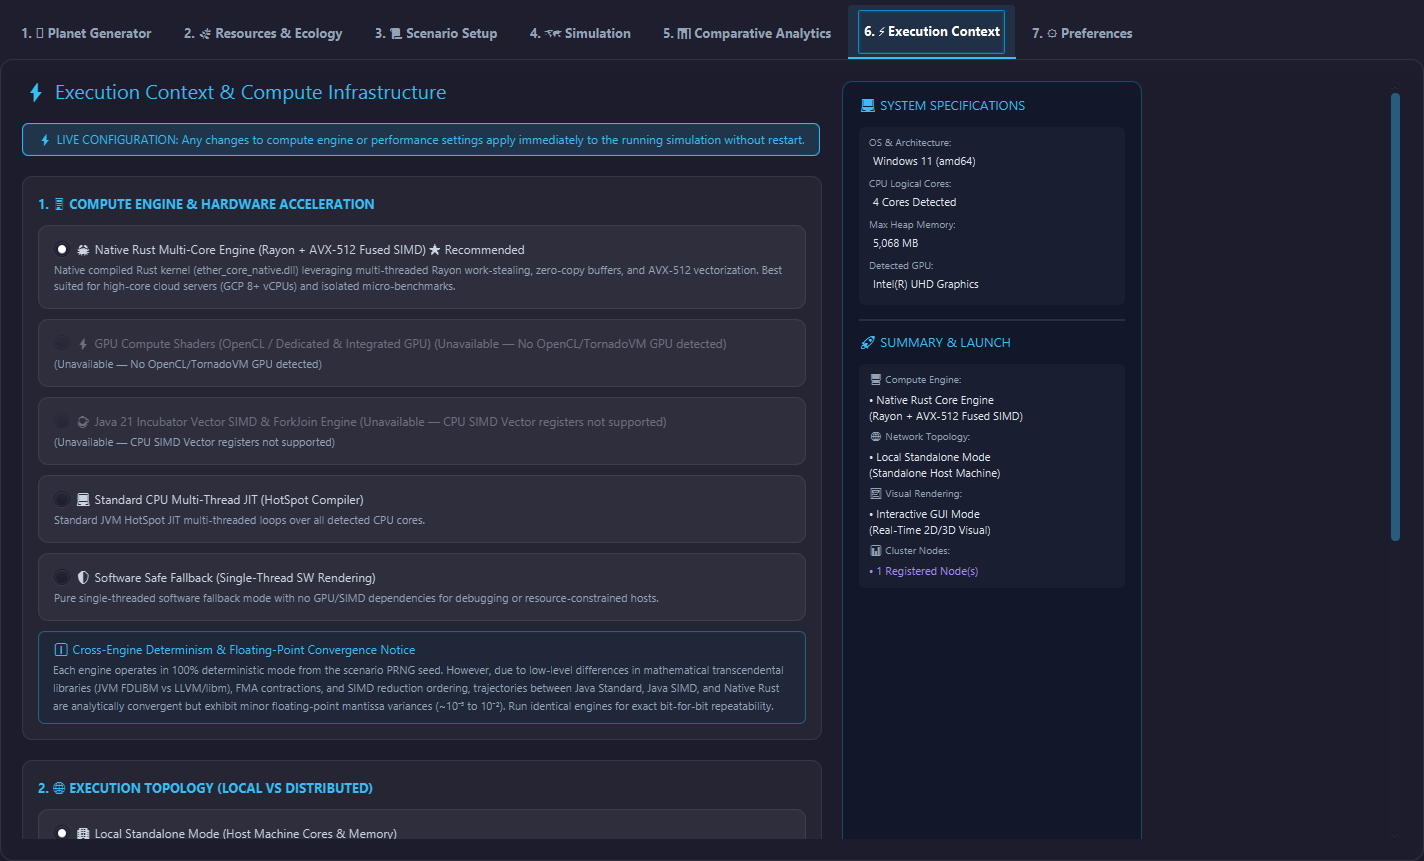 1. Planet Generator
2. Resources & Ecology
3. Scenario Setup
4. Simulation
5. Comparative Analytics
6. ⚡ Execution Context
7. ⚙ Preferences
⚡ Execution Context & Compute Infrastructure
⚡ LIVE CONFIGURATION: Any changes to compute engine or performance settings apply immediately to the running simulation without restart.
1. COMPUTE ENGINE & HARDWARE ACCELERATION
Native Rust Multi-Core Engine (Rayon + AVX-512 Fused SIMD) ★ Recommended
Native compiled Rust kernel (ether_core_native.dll) leveraging multi-threaded Rayon work-stealing, zero-copy buffers, and AVX-512 vectorization. Best
suited for high-core cloud servers (GCP 8+ vCPUs) and isolated micro-benchmarks.
⚡ GPU Compute Shaders (OpenCL / Dedicated & Integrated GPU) (Unavailable — No OpenCL/TornadoVM GPU detected)
(Unavailable — No OpenCL/TornadoVM GPU detected)
Java 21 Incubator Vector SIMD & ForkJoin Engine (Unavailable — CPU SIMD Vector registers not supported)
(Unavailable — CPU SIMD Vector registers not supported)
Standard CPU Multi-Thread JIT (HotSpot Compiler)
Standard JVM HotSpot JIT multi-threaded loops over all detected CPU cores.
Software Safe Fallback (Single-Thread SW Rendering)
Pure single-threaded software fallback mode with no GPU/SIMD dependencies for debugging or resource-constrained hosts.
Cross-Engine Determinism & Floating-Point Convergence Notice
Each engine operates in 100% deterministic mode from the scenario PRNG seed. However, due to low-level differences in mathematical transcendental
libraries (JVM FDLIBM vs LLVM/libm), FMA contractions, and SIMD reduction ordering, trajectories between Java Standard, Java SIMD, and Native Rust
are analytically convergent but exhibit minor floating-point mantissa variances (~10⁻⁵ to 10⁻²). Run identical engines for exact bit-for-bit repeatability.
2. EXECUTION TOPOLOGY (LOCAL VS DISTRIBUTED)
Local Standalone Mode (Host Machine Cores & Memory)
SYSTEM SPECIFICATIONS
OS & Architecture:
Windows 11 (amd64)
CPU Logical Cores:
4 Cores Detected
Max Heap Memory:
5,068 MB
Detected GPU:
Intel(R) UHD Graphics
SUMMARY & LAUNCH
Compute Engine:
• Native Rust Core Engine
(Rayon + AVX-512 Fused SIMD)
Network Topology:
• Local Standalone Mode
(Standalone Host Machine)
Visual Rendering:
• Interactive GUI Mode
(Real-Time 2D/3D Visual)
Cluster Nodes:
• 1 Registered Node(s)